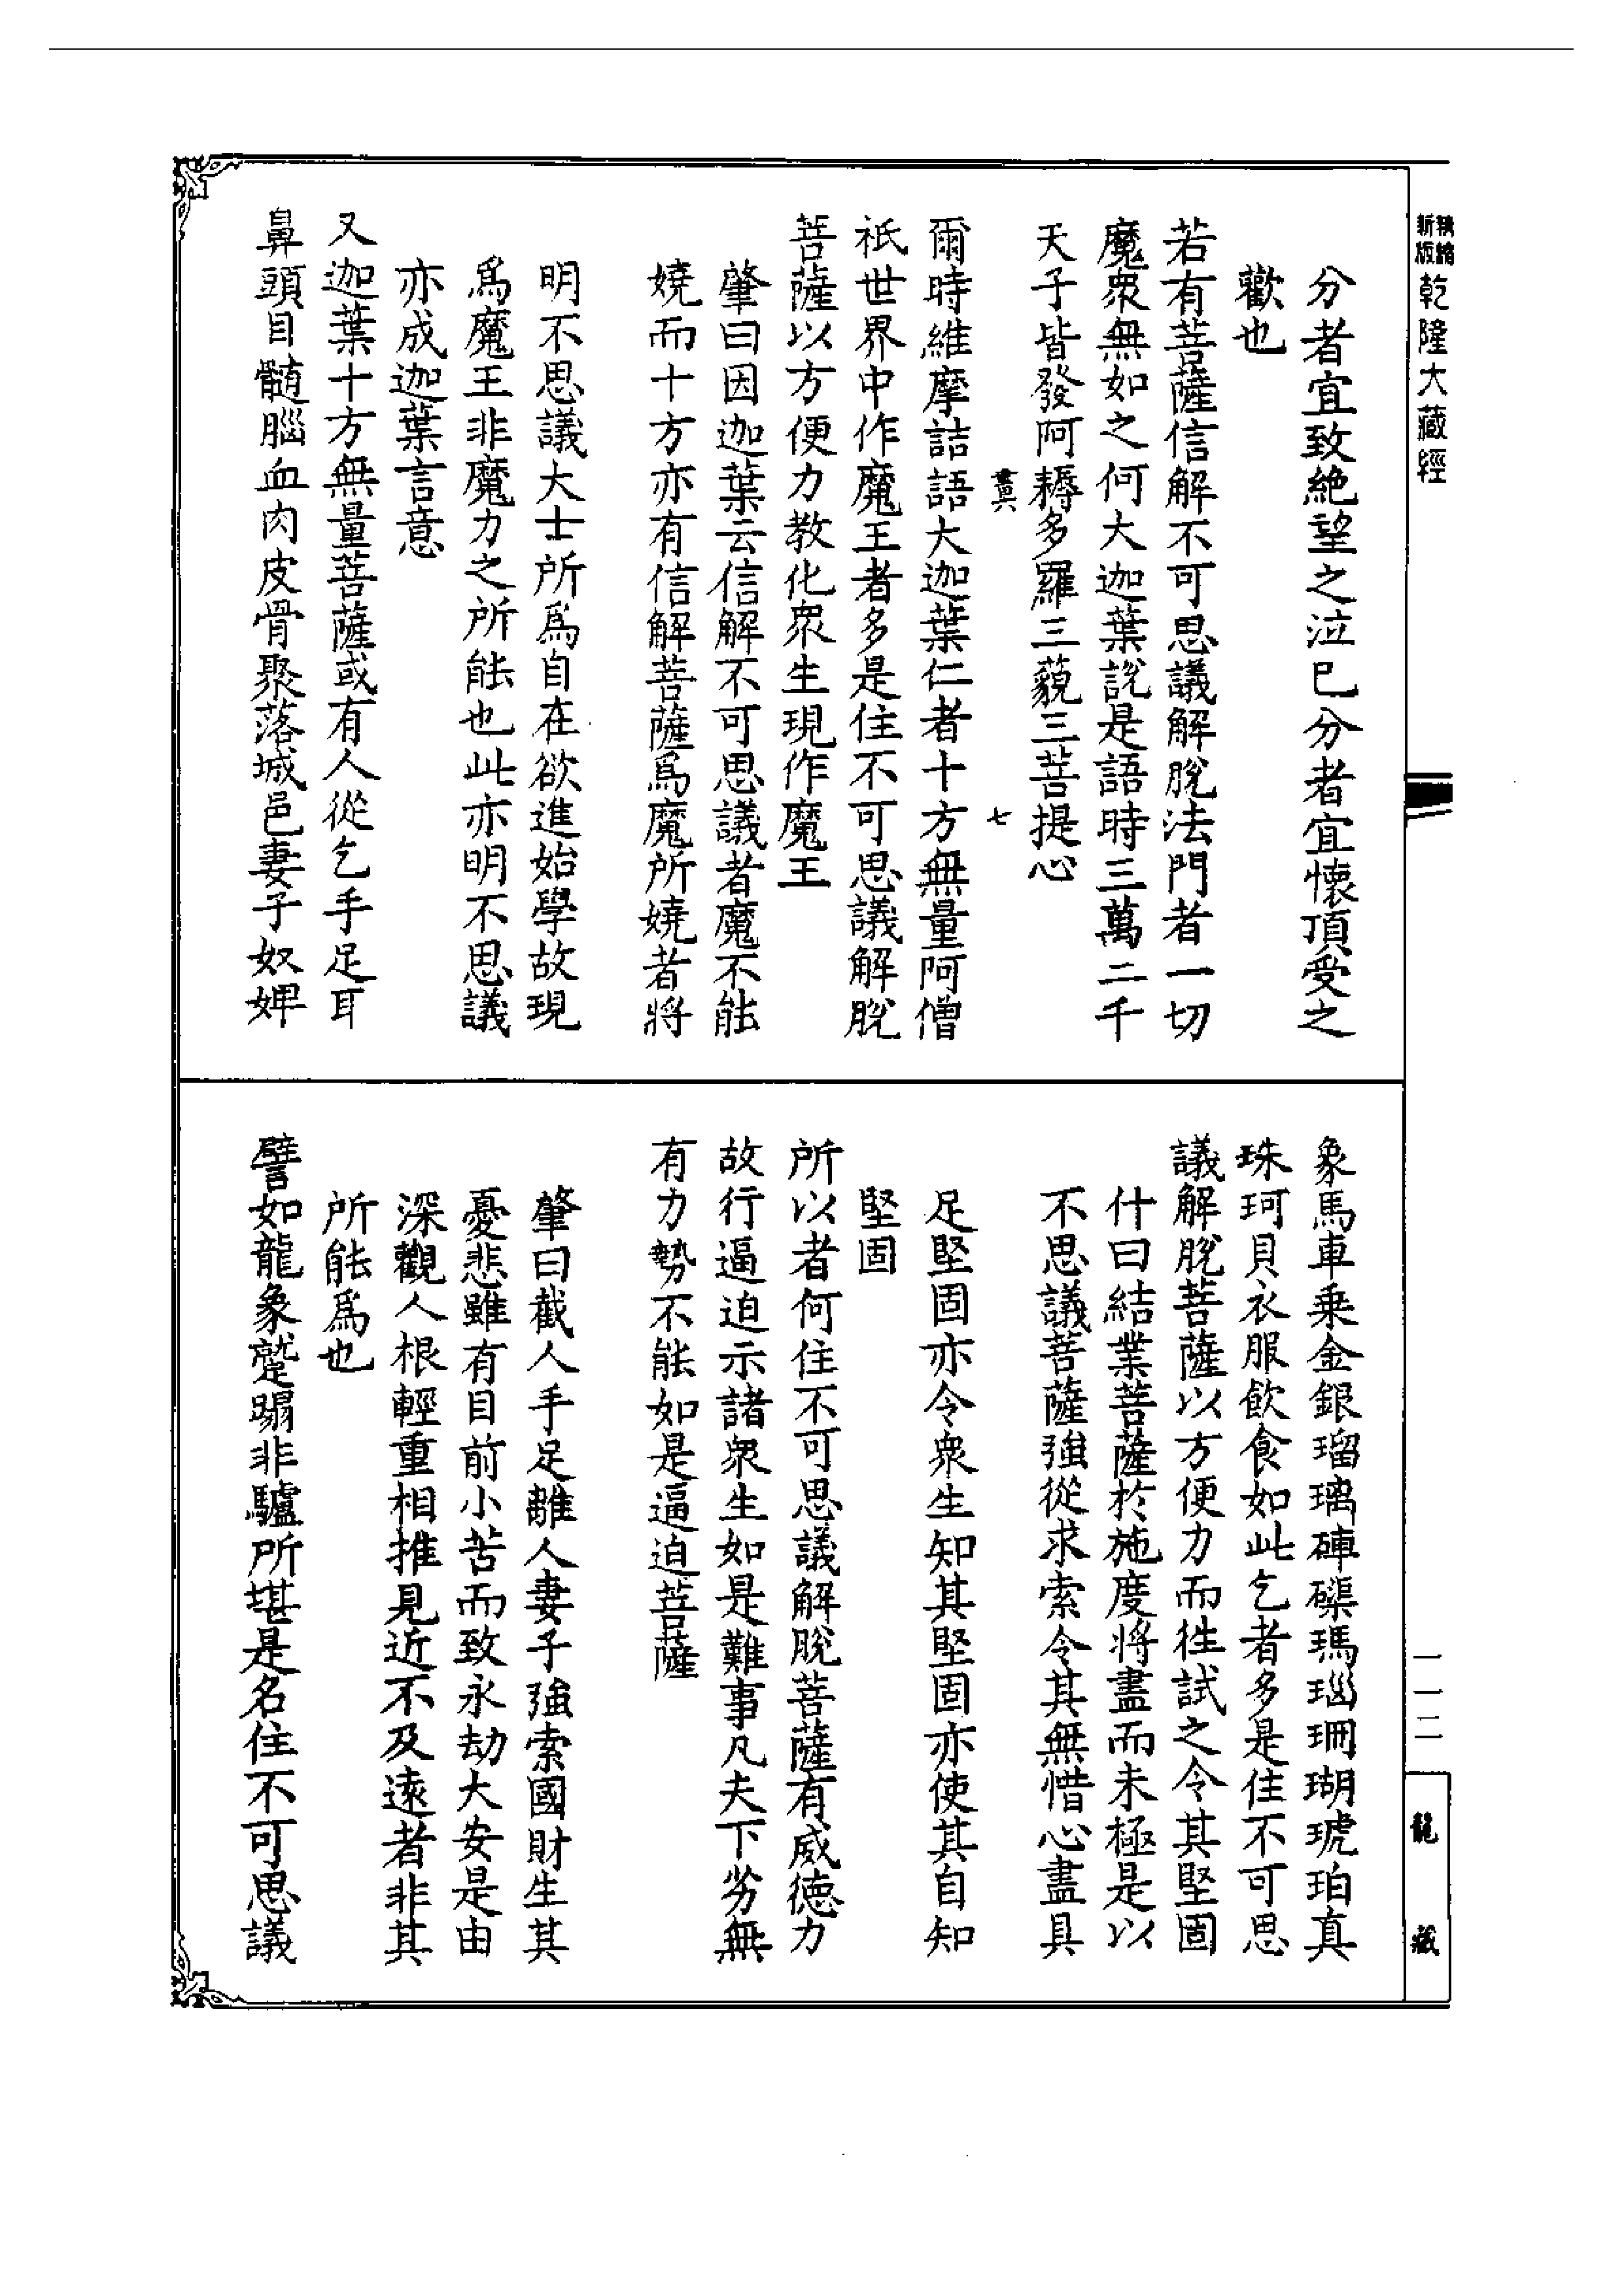 乾隆大藏經
分者宜致絶望之泣巳分者宜懷頂受之
歡也
若有菩薩信解不可思議解脫法門者一切
魔衆無如之何大迦葉說是語時三萬二千
天子皆發阿耨多羅三藐三菩提心
七
爾時維摩詰語大迦葉仁者十方無量阿僧
祇世界中作魔王者多是住不可思議解脫
菩薩以方便力教化衆生現作魔王
肇曰因迦葉云信解不可思議者魔不能
嬈而十方亦有信解菩薩爲魔所嬈者將
明不思議大士所爲自在欲進始學故現
爲魔王非魔力之所能也此亦明不思議
亦成迦葉言意
又迦葉十方無量菩薩或有人從乞手足耳
鼻頭目髓腦血肉皮骨聚落城邑妻子奴婢
象馬車乘金銀瑠璃硨磲瑪瑙珊瑚琥珀真
珠珂貝衣服飲食如此乞者多是住不可思
議解脫菩薩以方便力而徃試之令其堅固
什曰結業菩薩於施度將盡而未極是以
不思議菩薩強從求索令其無惜心盡具
足堅固亦令衆生知其堅固亦使其自知
堅固
所以者何住不可思議解脫菩薩有威德力
故行逼迫示諸衆生如是難事凡夫下劣無
有力勢不能如是逼迫菩薩
肇曰截人手足離人妻子強索國財生其
憂悲雖有目前小苦而致永劫大安是由
深觀人根輕重相推見近不及遠者非其
所能爲也
譬如龍象蹵蹋非驢所堪是名住不可思議
一一二
龍藏